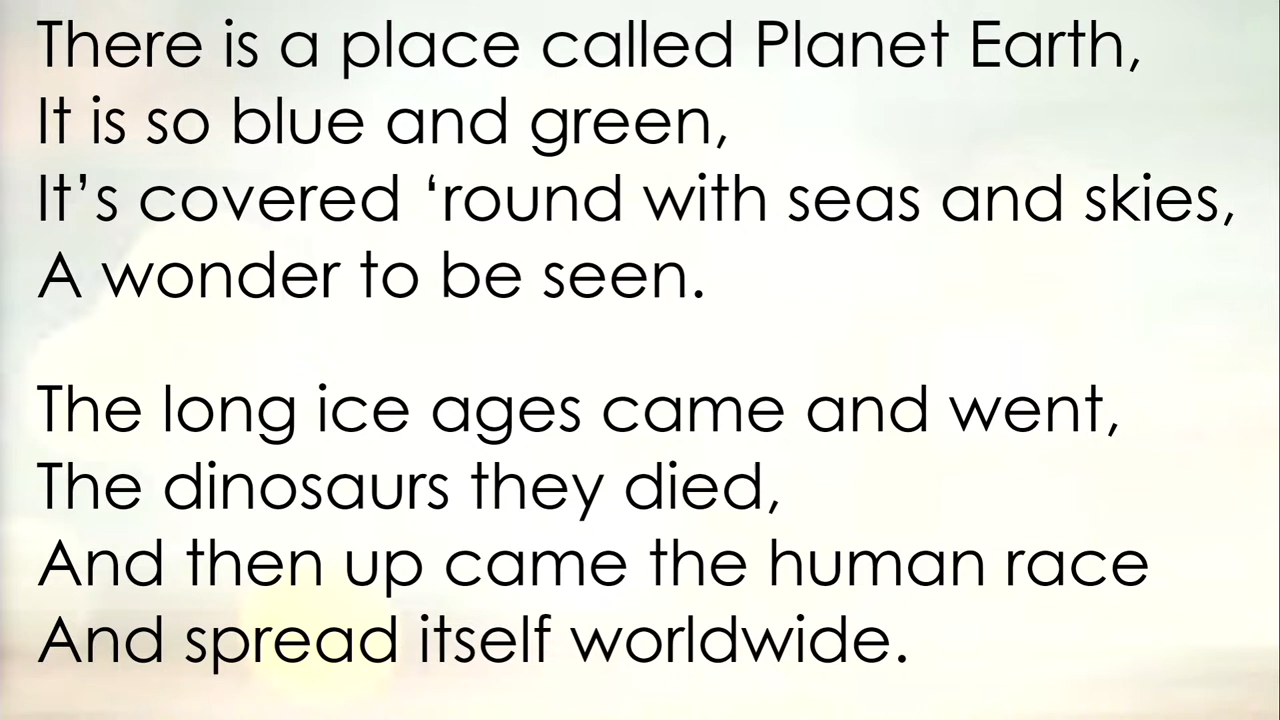 There is a place called Planet Earth,
It is so blue and green,
It’s covered ‘round with seas and skies,
A wonder to be seen.
The long ice ages came and went,
The dinosaurs they died,
And then up came the human race
And spread itself worldwide.